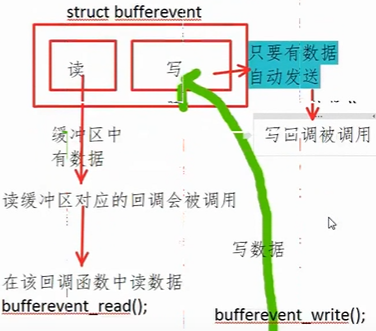 struct bufferevent
读
写
只要有数据
自动发送
缓冲区中
有数据
写回调被调用
读缓冲区对应的回调会被调用
写数据
在该回调函数中读数据
bufferevent_read();
bufferevent_write();